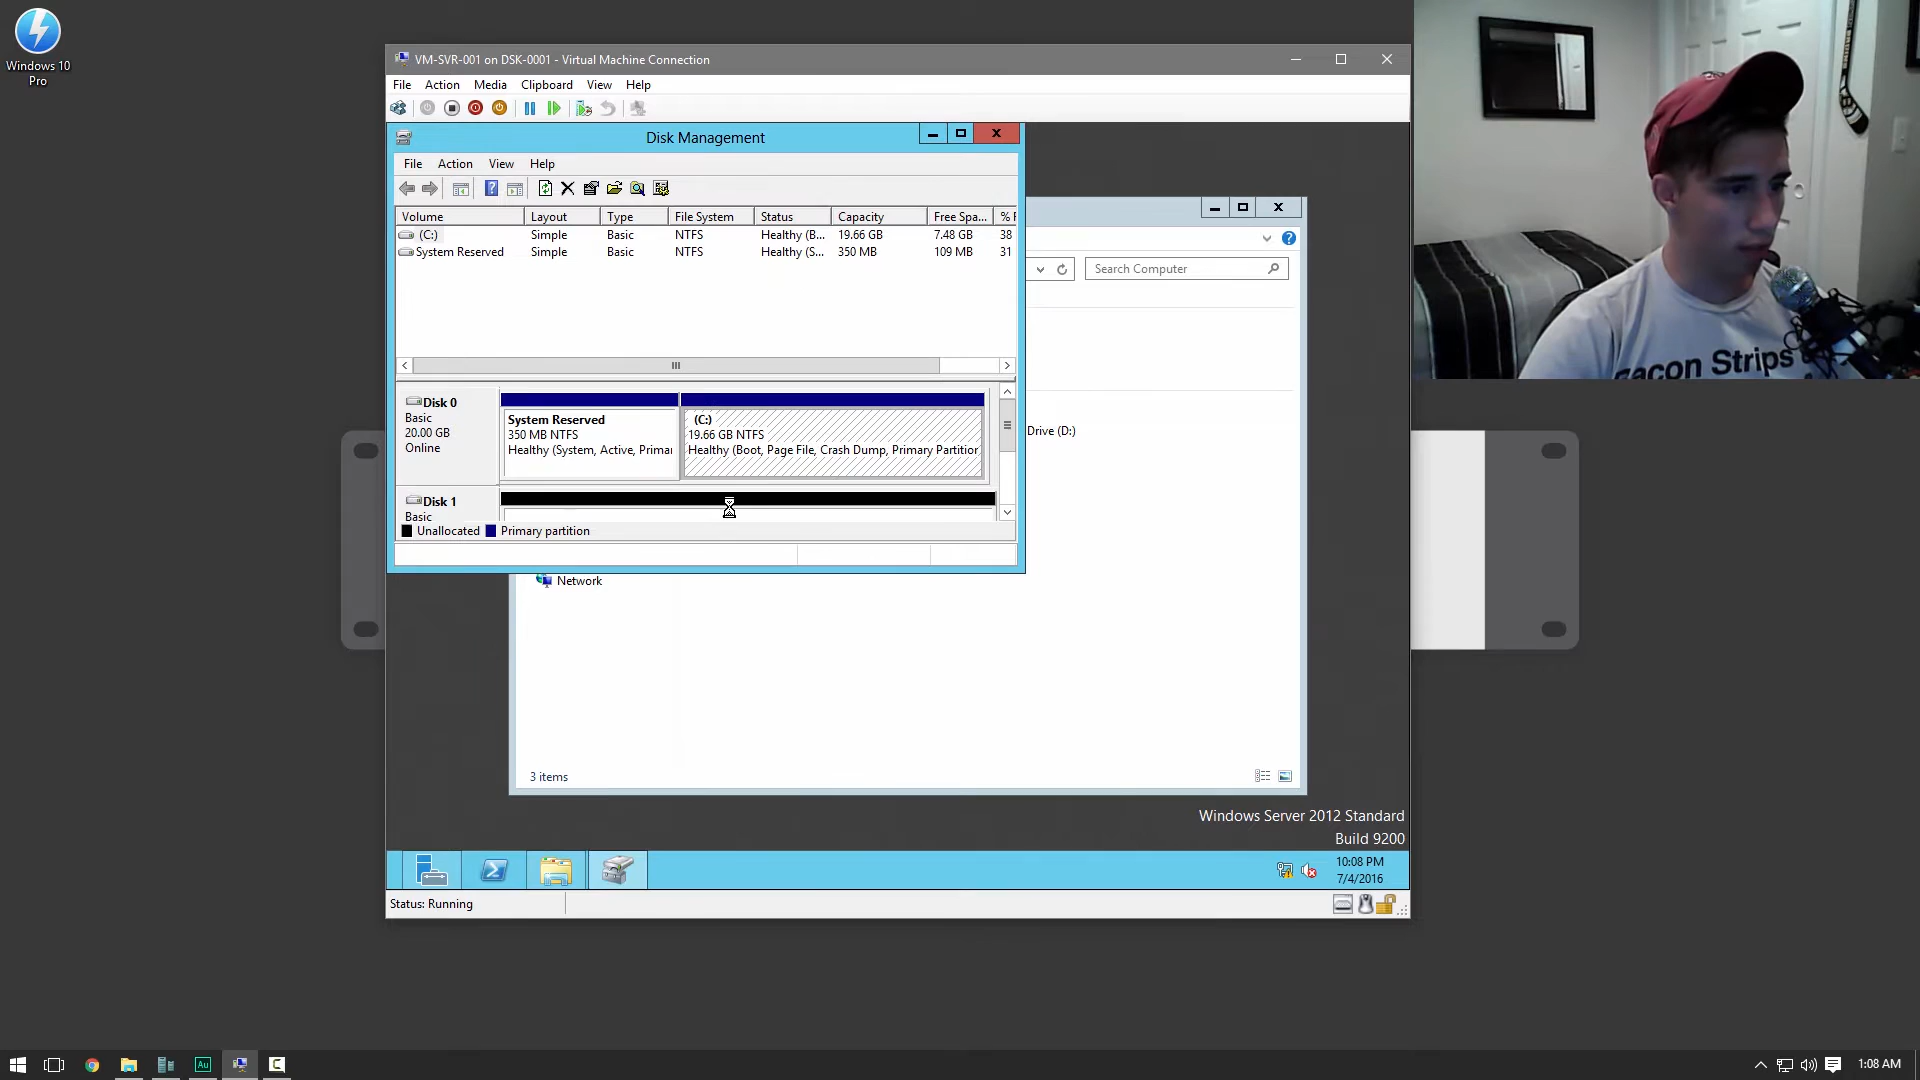 Windows 10
Pro
VM-SVR-001 on DSK-0001 - Virtual Machine Connection
File Action Media Clipboard View Help
Disk Management
File Action View Help
Volume Layout Type File System Status Capacity Free Spa... %
(C:) Simple Basic NTFS Healthy (B... 19.66 GB 7.48 GB 38
System Reserved Simple Basic NTFS Healthy (S... 350 MB 109 MB 31
Search Computer
Disk 0
Basic
20.00 GB
Online
System Reserved
350 MB NTFS
Healthy (System, Active, Primar
(C:)
19.66 GB NTFS
Healthy (Boot, Page File, Crash Dump, Primary Partition
Drive (D:)
Disk 1
Basic
Unallocated Primary partition
Network
3 items
Windows Server 2012 Standard
Build 9200
10:08 PM
7/4/2016
Status: Running
acon Strips
Au
1:08 AM